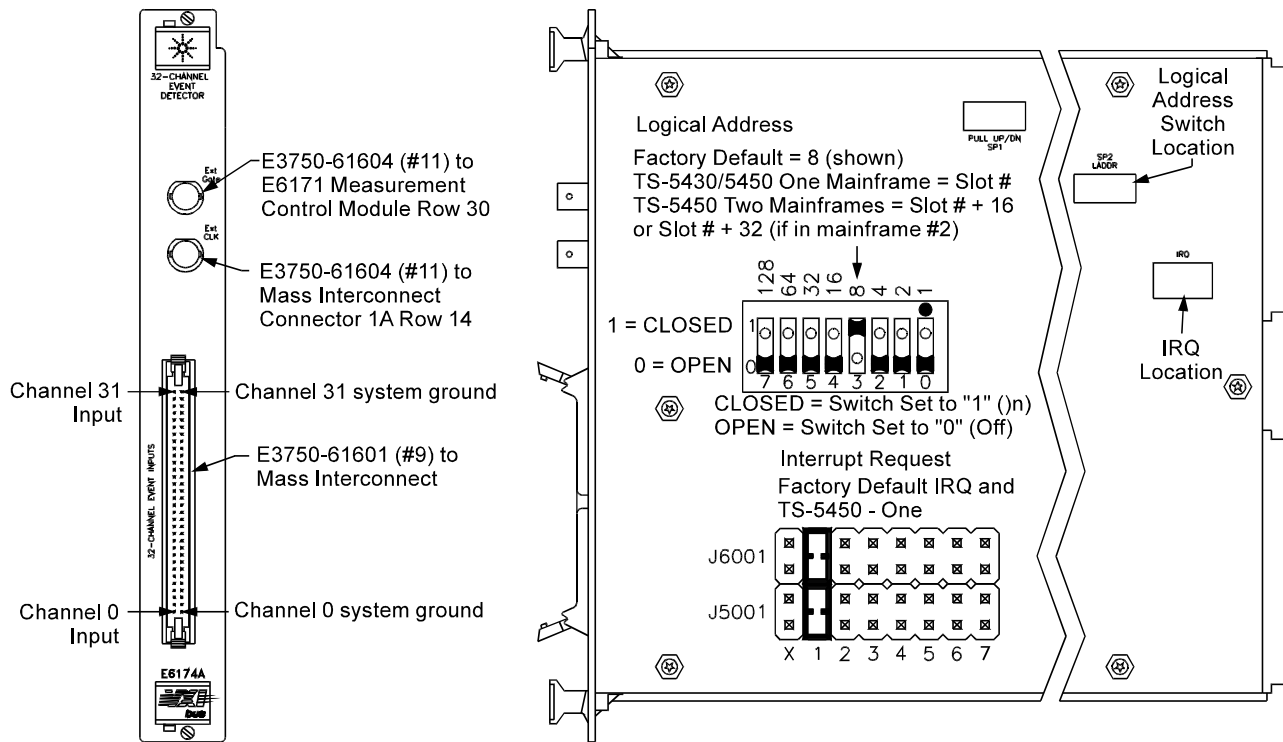 32-CHANNEL
EVENT
DETECTOR
Ext
Gate
E3750-61604 (#11) to
E6171 Measurement
Control Module Row 30
Ext
CLK
E3750-61604 (#11) to
Mass Interconnect
Connector 1A Row 14
Channel 31
Input
Channel 31 system ground
E3750-61601 (#9) to
Mass Interconnect
32-CHANNEL EVENT INPUTS
Channel 0
Input
Channel 0 system ground
E6174A
VXI
bus
Logical Address
Factory Default = 8 (shown)
TS-5430/5450 One Mainframe = Slot #
TS-5450 Two Mainframes = Slot # + 16
or Slot # + 32 (if in mainframe #2)
128 64 32 16 8 4 2 1
1 = CLOSED 1
0 = OPEN 0
7 6 5 4 3 2 1 0
CLOSED = Switch Set to "1" ()n)
OPEN = Switch Set to "0" (Off)
Interrupt Request
Factory Default IRQ and
TS-5450 - One
J6001
J5001
X 1 2 3 4 5 6 7
PULL UP/DN
SP1
Logical
Address
Switch
Location
SP2
LADDR
IRQ
IRQ
Location